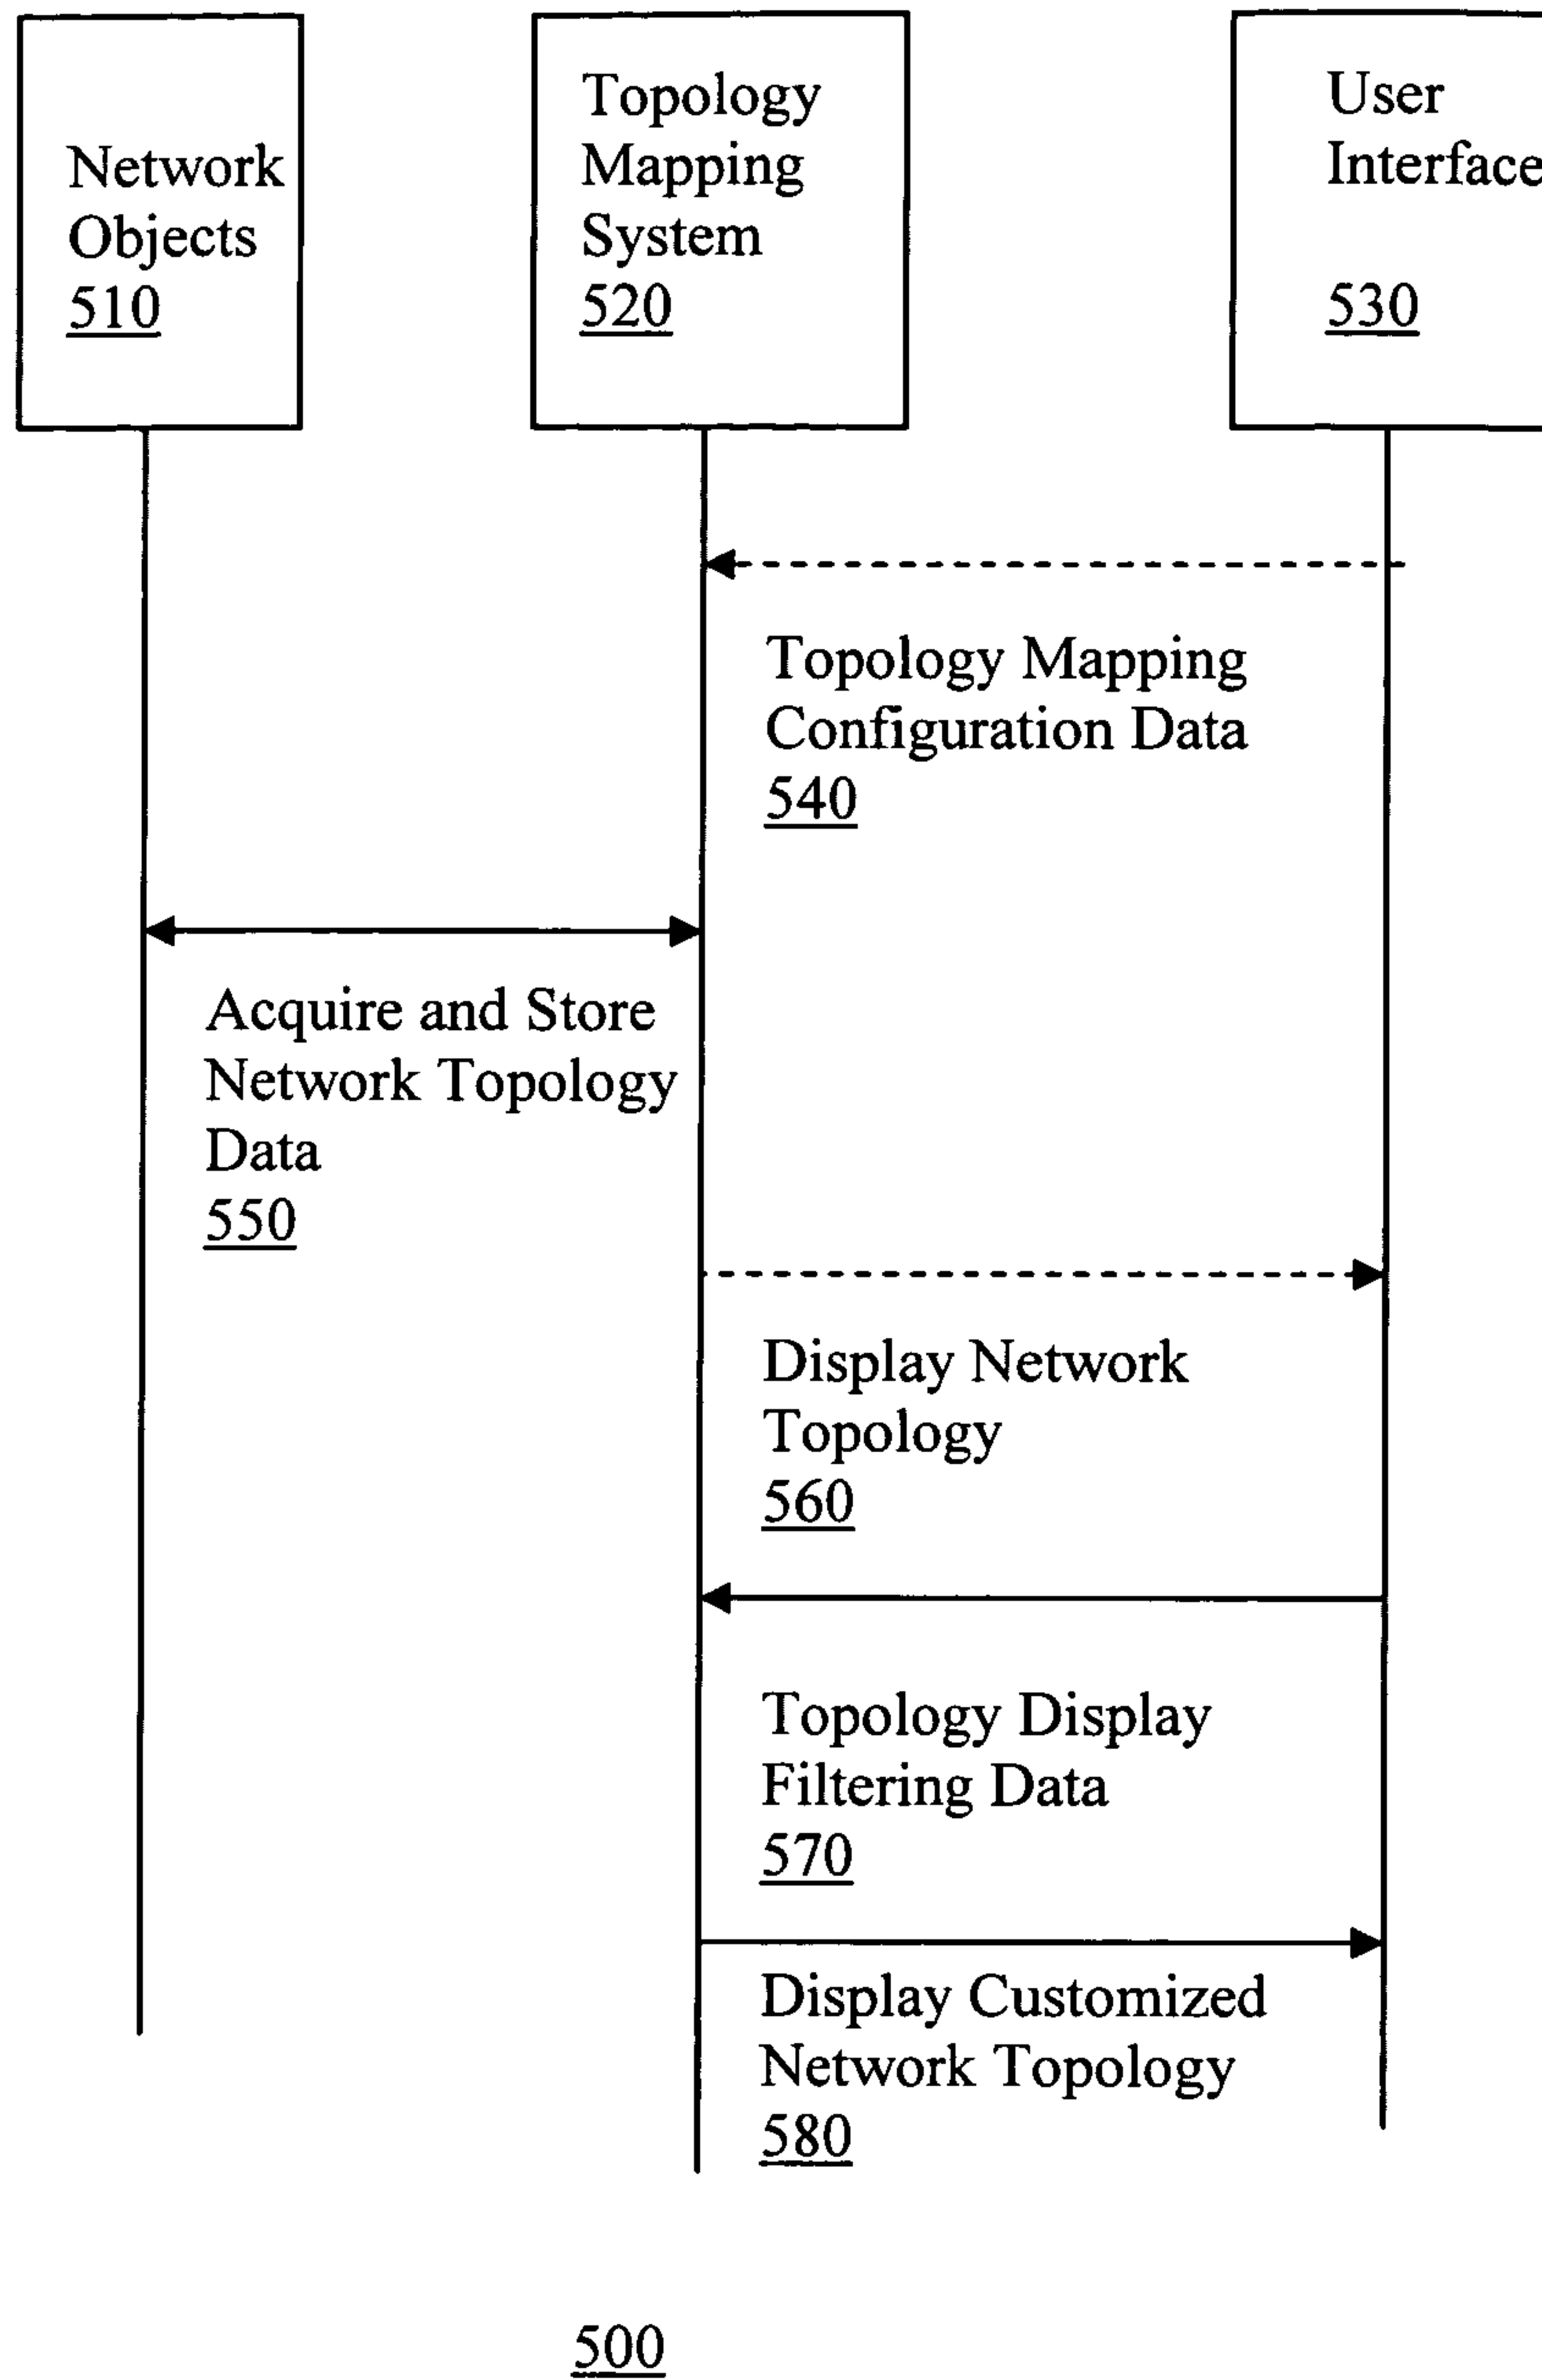 Network
Objects
510
Topology
Mapping
System
520
User
Interface
530
Topology Mapping
Configuration Data
540
Acquire and Store
Network Topology
Data
550
Display Network
Topology
560
Topology Display
Filtering Data
570
Display Customized
Network Topology
580
500